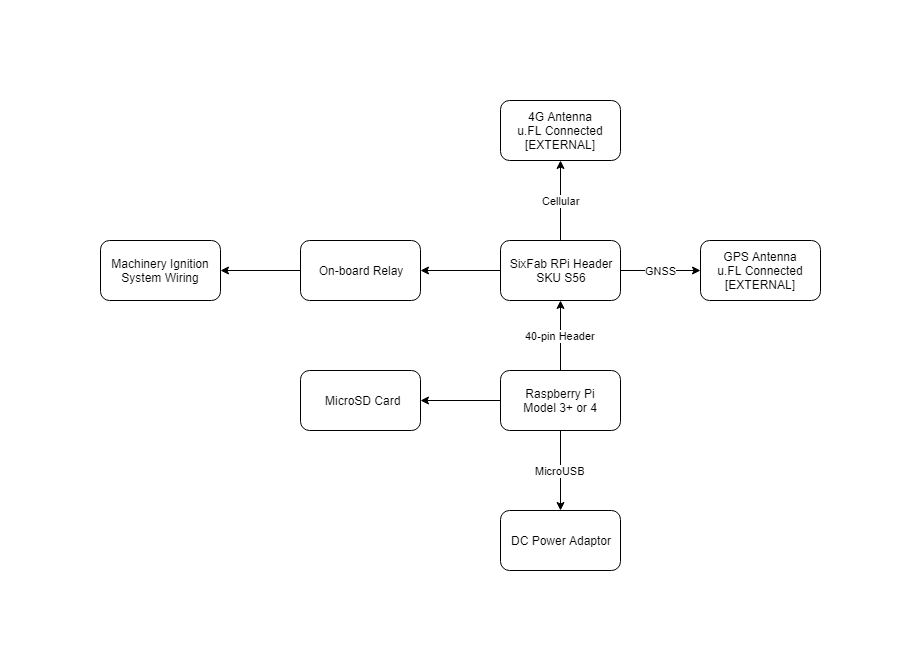 4G Antenna
u.FL Connected
[EXTERNAL]
Cellular
Machinery Ignition
System Wiring
On-board Relay
SixFab RPi Header
SKU S56
GNSS
GPS Antenna
u.FL Connected
[EXTERNAL]
40-pin Header
MicroSD Card
Raspberry Pi
Model 3+ or 4
MicroUSB
DC Power Adaptor